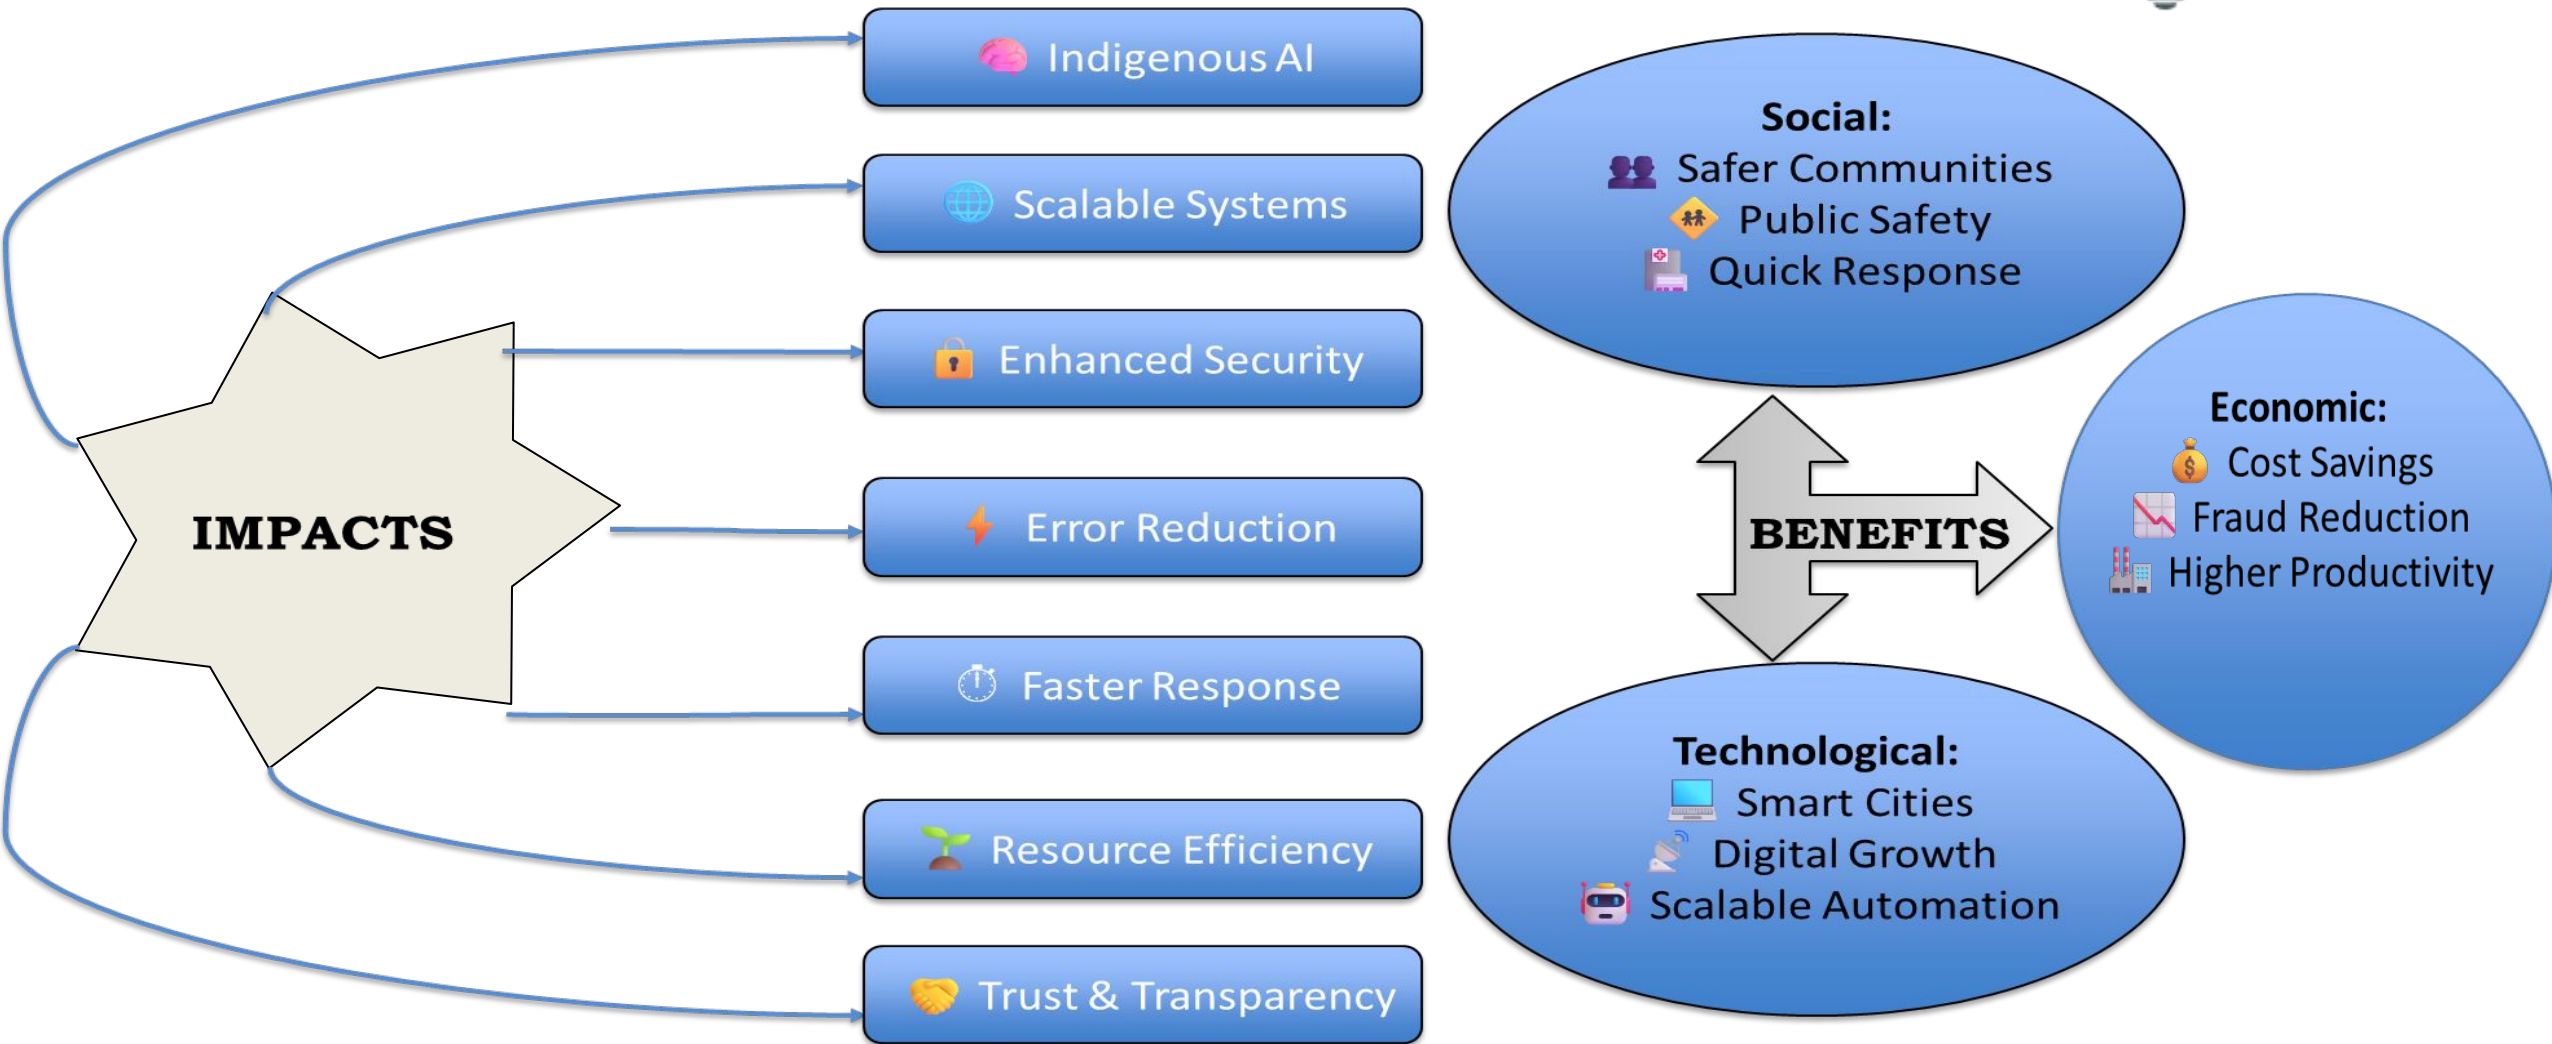 IMPACTS
Indigenous AI
Scalable Systems
Enhanced Security
Error Reduction
Faster Response
Resource Efficiency
Trust & Transparency
Social:
Safer Communities
Public Safety
Quick Response
BENEFITS
Economic:
Cost Savings
Fraud Reduction
Higher Productivity
Technological:
Smart Cities
Digital Growth
Scalable Automation